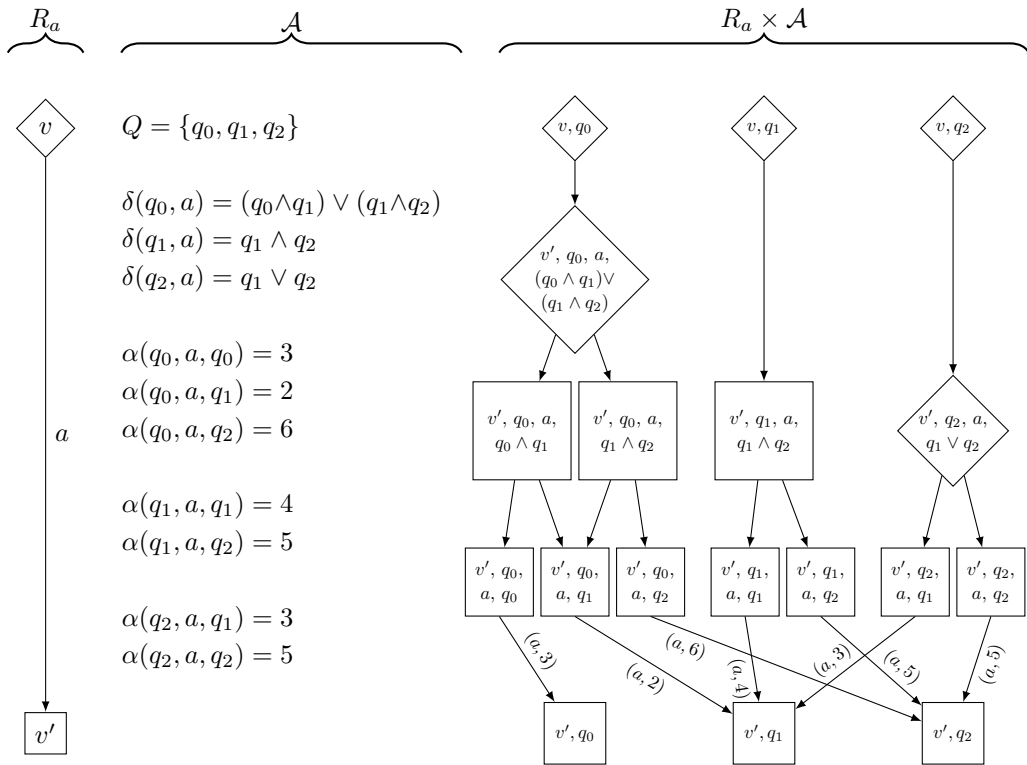 R_a
𝒜
R_a × 𝒜
v
Q = {q_0, q_1, q_2}
v, q_0
v, q_1
v, q_2
δ(q_0, a) = (q_0∧q_1) ∨ (q_1∧q_2)
δ(q_1, a) = q_1 ∧ q_2
δ(q_2, a) = q_1 ∨ q_2
v′, q_0, a,
(q_0 ∧ q_1)∨
(q_1 ∧ q_2)
α(q_0, a, q_0) = 3
α(q_0, a, q_1) = 2
α(q_0, a, q_2) = 6
a
v′, q_0, a,
q_0 ∧ q_1
v′, q_0, a,
q_1 ∧ q_2
v′, q_1, a,
q_1 ∧ q_2
v′, q_2, a,
q_1 ∨ q_2
α(q_1, a, q_1) = 4
α(q_1, a, q_2) = 5
v′, q_0,
a, q_0
v′, q_0,
a, q_1
v′, q_0,
a, q_2
v′, q_1,
a, q_1
v′, q_1,
a, q_2
v′, q_2,
a, q_1
v′, q_2,
a, q_2
α(q_2, a, q_1) = 3
α(q_2, a, q_2) = 5
(a, 3)
(a, 2)
(a, 6)
(a, 4)
(a, 3)
(a, 5)
(a, 5)
v′
v′, q_0
v′, q_1
v′, q_2